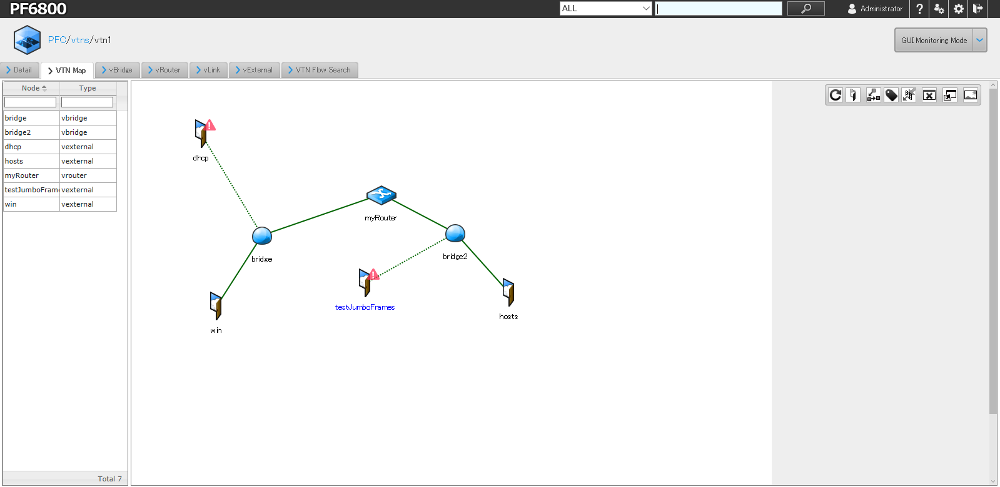 PF6800
ALL
Administrator
?
PFC/vtns/vtn1
GUI Monitoring Mode
Detail
VTN Map
vBridge
vRouter
vLink
vExternal
VTN Flow Search
Node Type
bridge vbridge
bridge2 vbridge
dhcp vexternal
hosts vexternal
myRouter vrouter
testJumboFrame vexternal
win vexternal
Total 7
dhcp
myRouter
bridge
bridge2
testJumboFrames
hosts
win